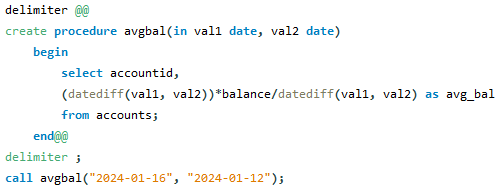 delimiter @@
create procedure avgbal(in val1 date, val2 date)
begin
select accountid,
(datediff(val1, val2))*balance/datediff(val1, val2) as avg_bal
from accounts;
end@@
delimiter ;
call avgbal("2024-01-16", "2024-01-12");